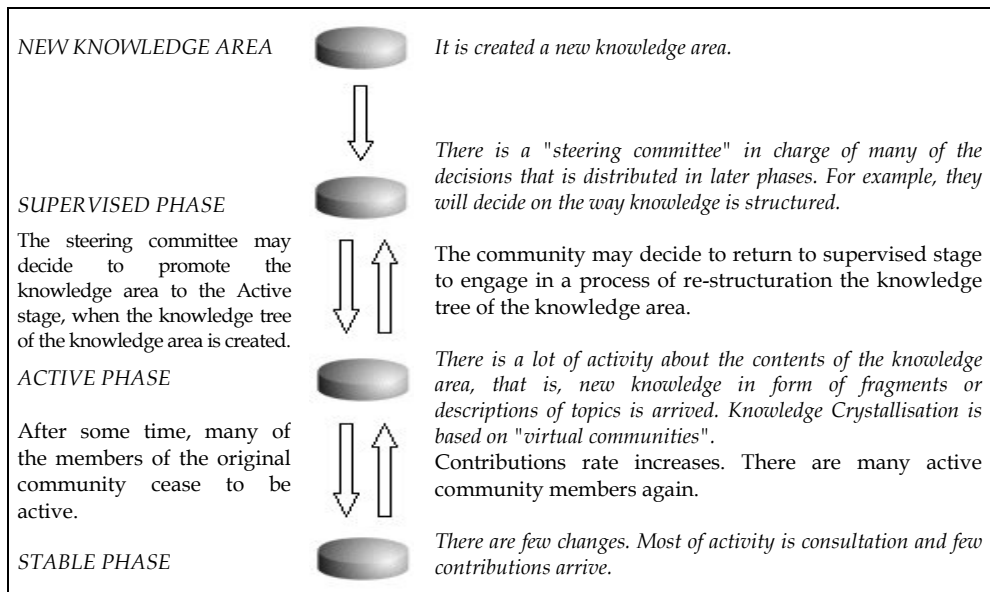 NEW KNOWLEDGE AREA
It is created a new knowledge area.
There is a "steering committee" in charge of many of the
decisions that is distributed in later phases. For example, they
will decide on the way knowledge is structured.
SUPERVISED PHASE
The steering committee may
decide to promote the
knowledge area to the Active
stage, when the knowledge tree
of the knowledge area is created.
The community may decide to return to supervised stage
to engage in a process of re-structuration the knowledge
tree of the knowledge area.
ACTIVE PHASE
There is a lot of activity about the contents of the knowledge
area, that is, new knowledge in form of fragments or
descriptions of topics is arrived. Knowledge Crystallisation is
based on "virtual communities".
After some time, many of
the members of the original
community cease to be
active.
Contributions rate increases. There are many active
community members again.
STABLE PHASE
There are few changes. Most of activity is consultation and few
contributions arrive.